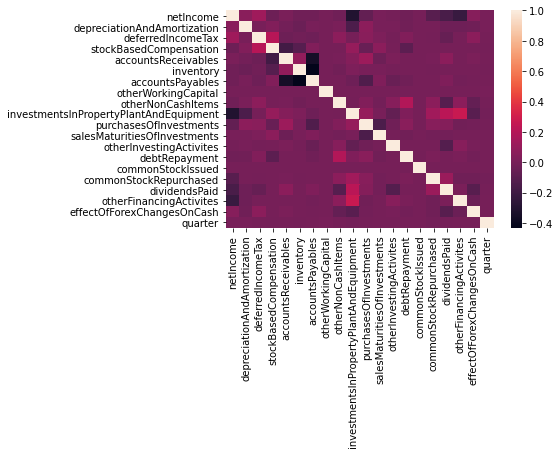 netIncome
depreciationAndAmortization
deferredIncomeTax
stockBasedCompensation
accountsReceivables
inventory
accountsPayables
otherWorkingCapital
otherNonCashItems
investmentsInPropertyPlantAndEquipment
purchasesOfInvestments
salesMaturitiesOfInvestments
otherInvestingActivites
debtRepayment
commonStockIssued
commonStockRepurchased
dividendsPaid
otherFinancingActivites
effectOfForexChangesOnCash
quarter
netIncome
depreciationAndAmortization
deferredIncomeTax
stockBasedCompensation
accountsReceivables
inventory
accountsPayables
otherWorkingCapital
otherNonCashItems
investmentsInPropertyPlantAndEquipment
purchasesOfInvestments
salesMaturitiesOfInvestments
otherInvestingActivites
debtRepayment
commonStockIssued
commonStockRepurchased
dividendsPaid
otherFinancingActivites
effectOfForexChangesOnCash
quarter
1.0
0.8
0.6
0.4
0.2
0.0
−0.2
−0.4